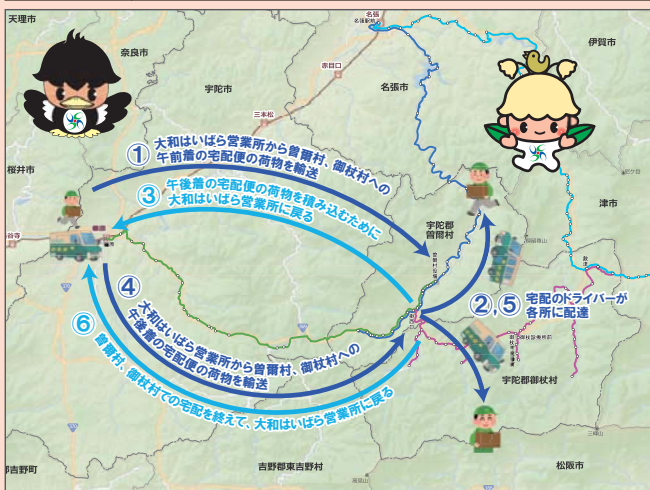 天理市
奈良市
宇陀市
名張
名張市
伊賀市
赤目口
三本松
桜井市
①大和はいばら営業所から曽爾村、御杖村への
午前着の宅配便の荷物を輸送
③午後着の宅配便の荷物を積み込むために
大和はいばら営業所に戻る
宇陀郡
曽爾村
津市
榛原
②,⑤ 宅配のドライバーが
各所に配達
④大和はいばら営業所から曽爾村、御杖村への
午後着の宅配便の荷物を輸送
⑥曽爾村、御杖村での宅配を終えて、大和はいばら営業所に戻る
宇陀郡御杖村
三峰山
吉野郡東吉野村
松阪市